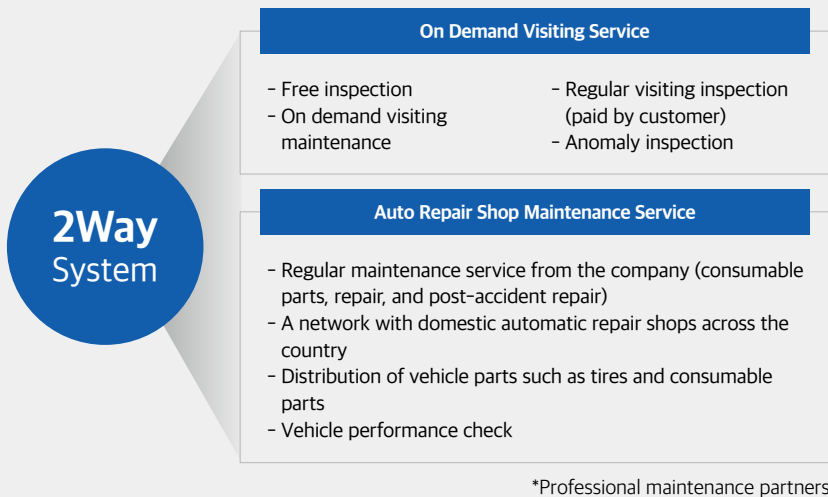 2Way
System
On Demand Visiting Service
- Free inspection
- On demand visiting
maintenance
- Regular visiting inspection
(paid by customer)
- Anomaly inspection
Auto Repair Shop Maintenance Service
- Regular maintenance service from the company (consumable
parts, repair, and post-accident repair)
- A network with domestic automatic repair shops across the
country
- Distribution of vehicle parts such as tires and consumable
parts
- Vehicle performance check
*Professional maintenance partners